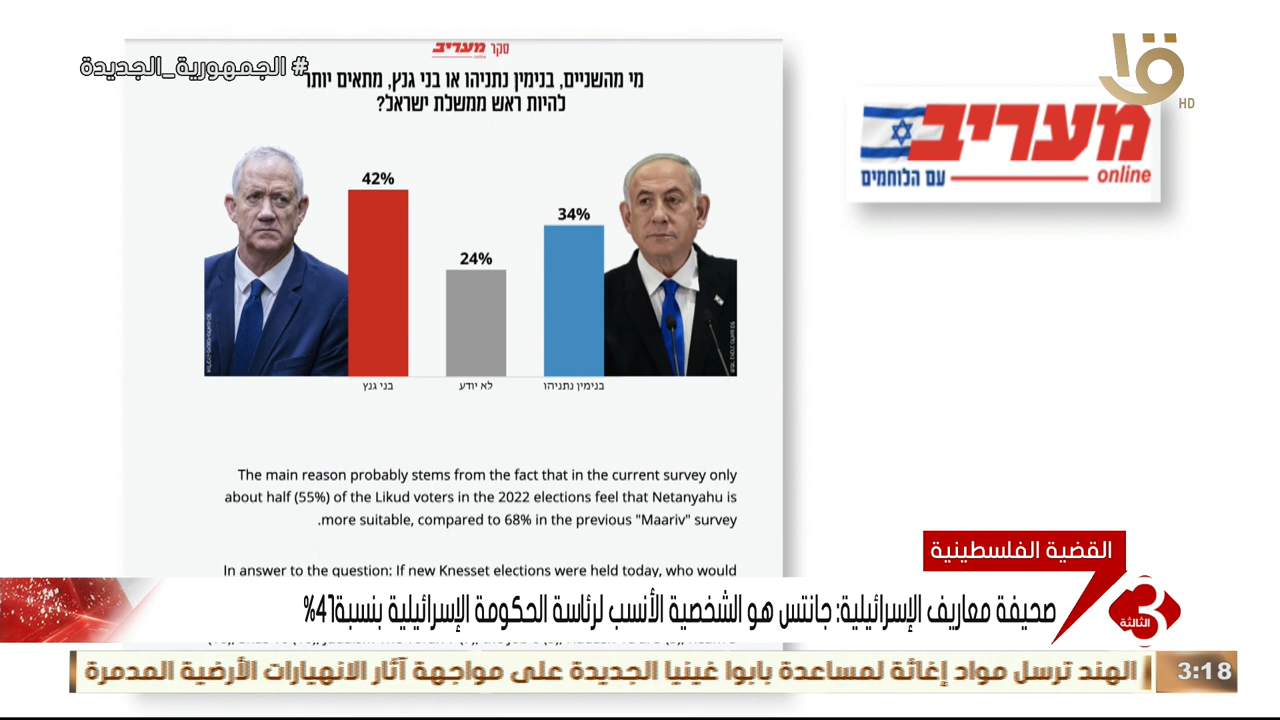 # الجمهورية_الجديدة
HD
סקר מעריב
online
מי מהשניים, בנימין נתניהו או בני גנץ, מתאים יותר
להיות ראש ממשלת ישראל?
מעריב
online
עם הלוחמים
42%
24%
34%
בני גנץ
לא יודע
בנימין נתניהו
The main reason probably stems from the fact that in the current survey only
about half (55%) of the Likud voters in the 2022 elections feel that Netanyahu is
.more suitable, compared to 68% in the previous "Maariv" survey
In answer to the question: If new Knesset elections were held today, who would
القضية الفلسطينية
صحيفة معاريف الإسرائيلية: جانتس هو الشخصية الأنسب لرئاسة الحكومة الإسرائيلية بنسبة41%
3
الثالثة
الهند ترسل مواد إغاثة لمساعدة بابوا غينيا الجديدة على مواجهة آثار الانهيارات الأرضية المدمرة
3:18